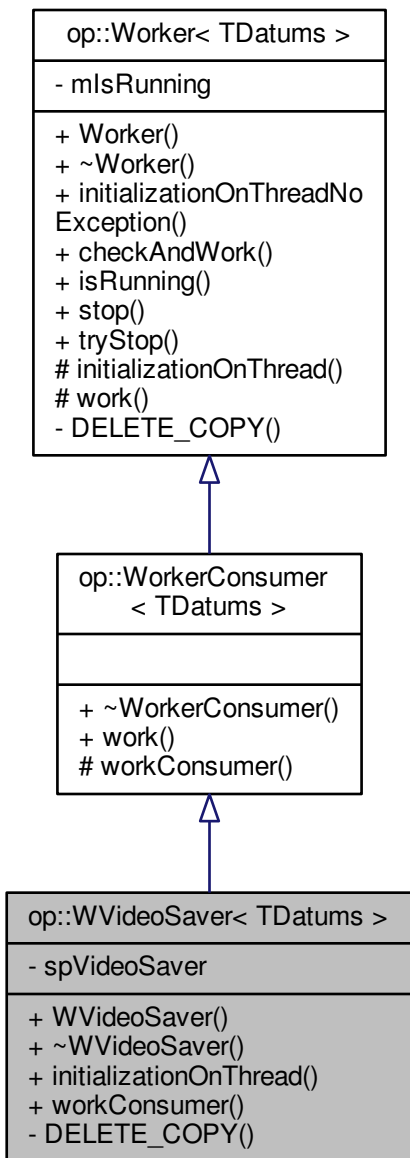 op::Worker< TDatums >
- mIsRunning
+ Worker()
+ ~Worker()
+ initializationOnThreadNo
Exception()
+ checkAndWork()
+ isRunning()
+ stop()
+ tryStop()
# initializationOnThread()
# work()
- DELETE_COPY()
op::WorkerConsumer
< TDatums >
+ ~WorkerConsumer()
+ work()
# workConsumer()
op::WVideoSaver< TDatums >
- spVideoSaver
+ WVideoSaver()
+ ~WVideoSaver()
+ initializationOnThread()
+ workConsumer()
- DELETE_COPY()